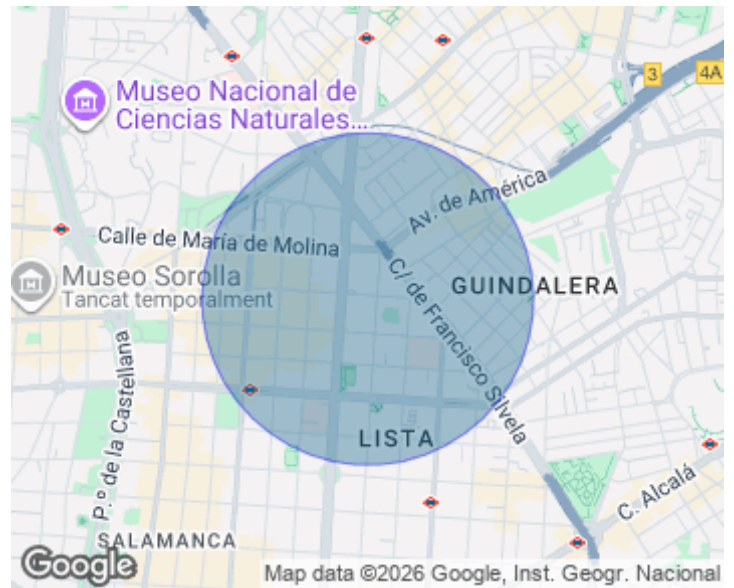 Museo Nacional de
Ciencias Naturales...
3
4A
Av. de América
Calle de María de Molina
Museo Sorolla
Tancat temporalment
GUINDALERA
C/ de Francisco Silvela
P.º de la Castellana
LISTA
C. Alcalá
SALAMANCA
Google
Map data ©2026 Google, Inst. Geogr. Nacional